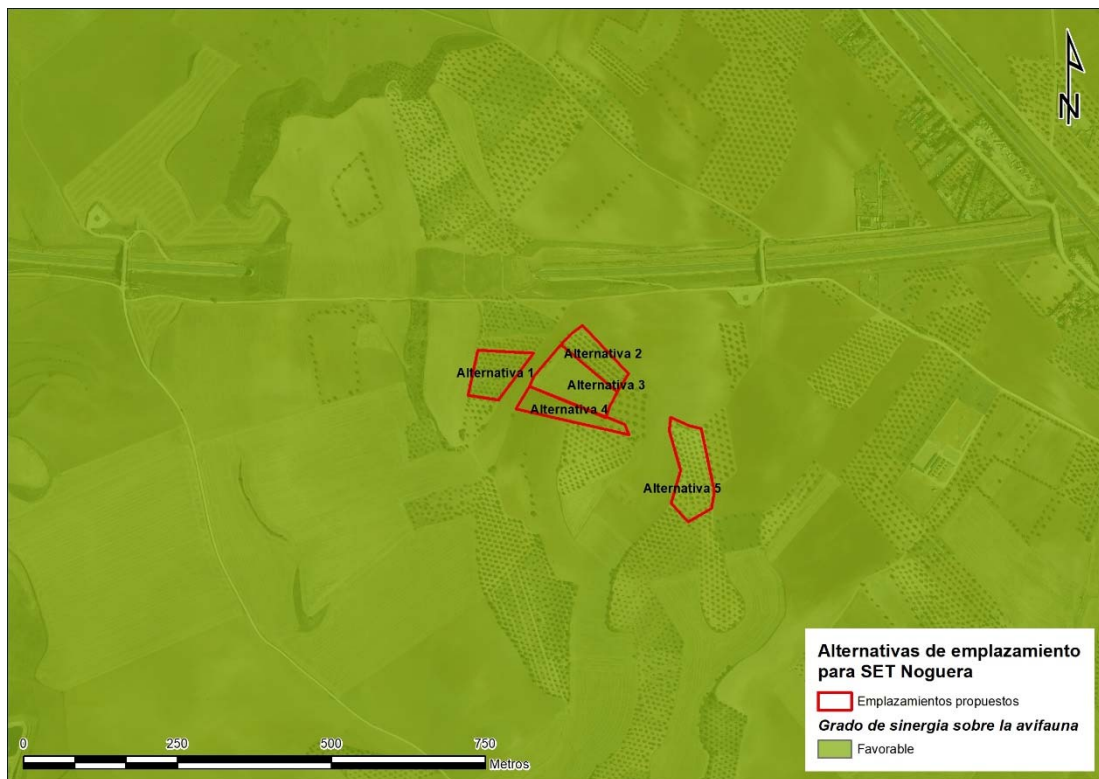 N
Alternativa 2
Alternativa 1
Alternativa 3
Alternativa 4
Alternativa 5
Alternativas de emplazamiento
para SET Noguera
Emplazamientos propuestos
Grado de sinergia sobre la avifauna
Favorable
0 250 500 750
Metros